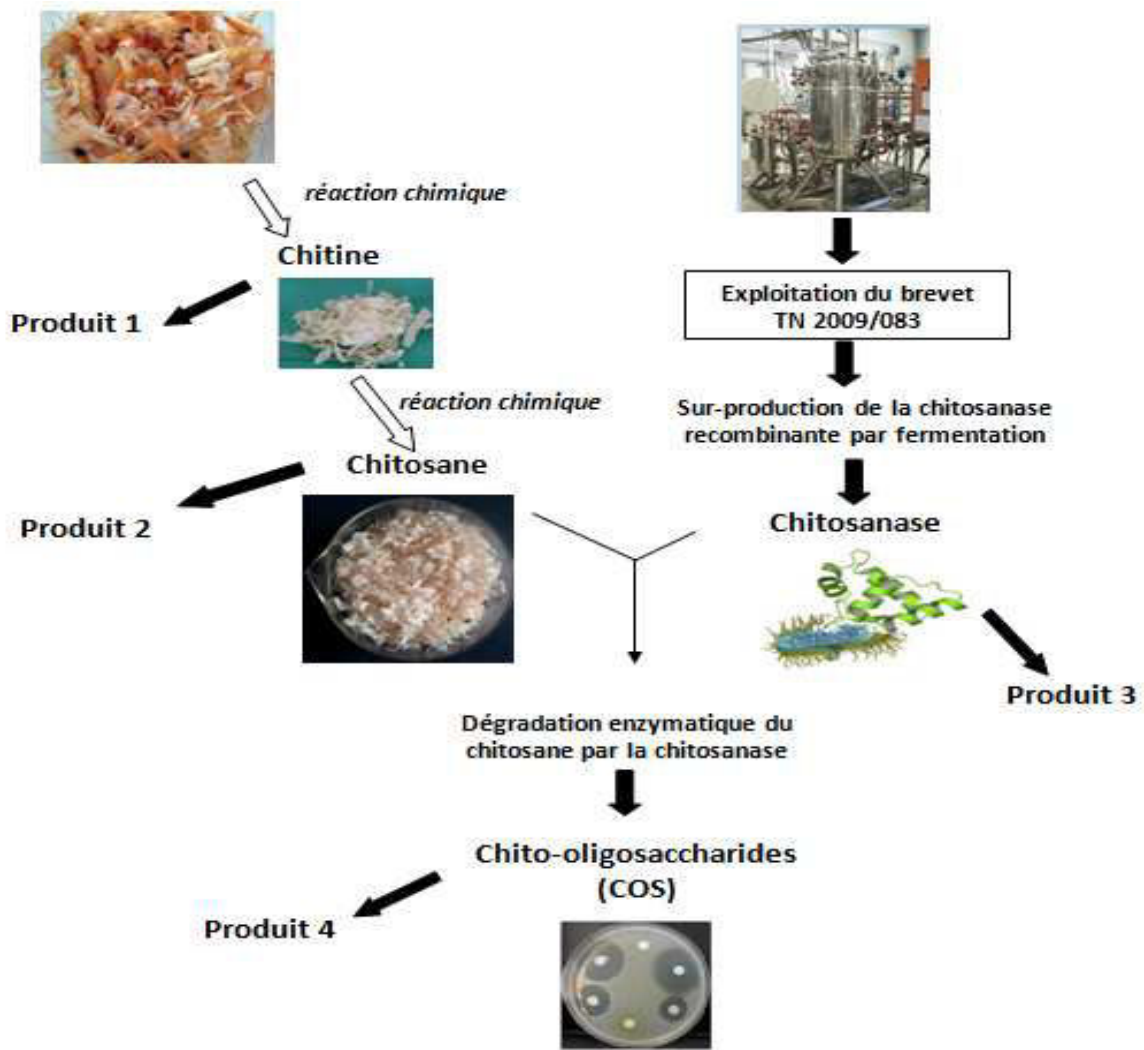 réaction chimique
Chitine
Produit 1
réaction chimique
Chitosane
Produit 2
Exploitation du brevet
TN 2009/083
Sur-production de la chitosanase
recombinante par fermentation
Chitosanase
Produit 3
Dégradation enzymatique du
chitosane par la chitosanase
Chito-oligosaccharides
(COS)
Produit 4